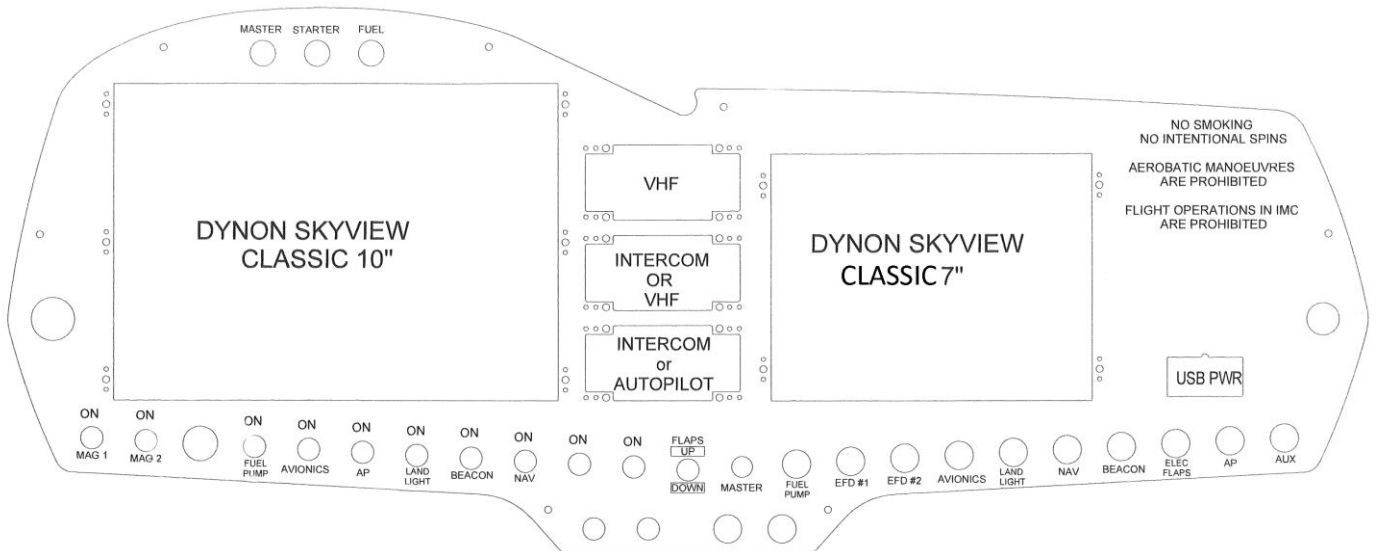 MASTER STARTER FUEL
DYNON SKYVIEW
CLASSIC 10"
VHF
INTERCOM
OR
VHF
INTERCOM
or
AUTOPILOT
DYNON SKYVIEW
CLASSIC 7"
NO SMOKING
NO INTENTIONAL SPINS
AEROBATIC MANOEUVRES
ARE PROHIBITED
FLIGHT OPERATIONS IN IMC
ARE PROHIBITED
USB PWR
ON
MAG 1
ON
MAG 2
ON
FUEL
PUMP
ON
AVIONICS
ON
AP
ON
LAND
LIGHT
ON
BEACON
ON
NAV
ON
ON
FLAPS
UP
DOWN
MASTER
FUEL
PUMP
EFD #1
EFD #2
AVIONICS
LAND
LIGHT
NAV
BEACON
ELEC
FLAPS
AP
AUX